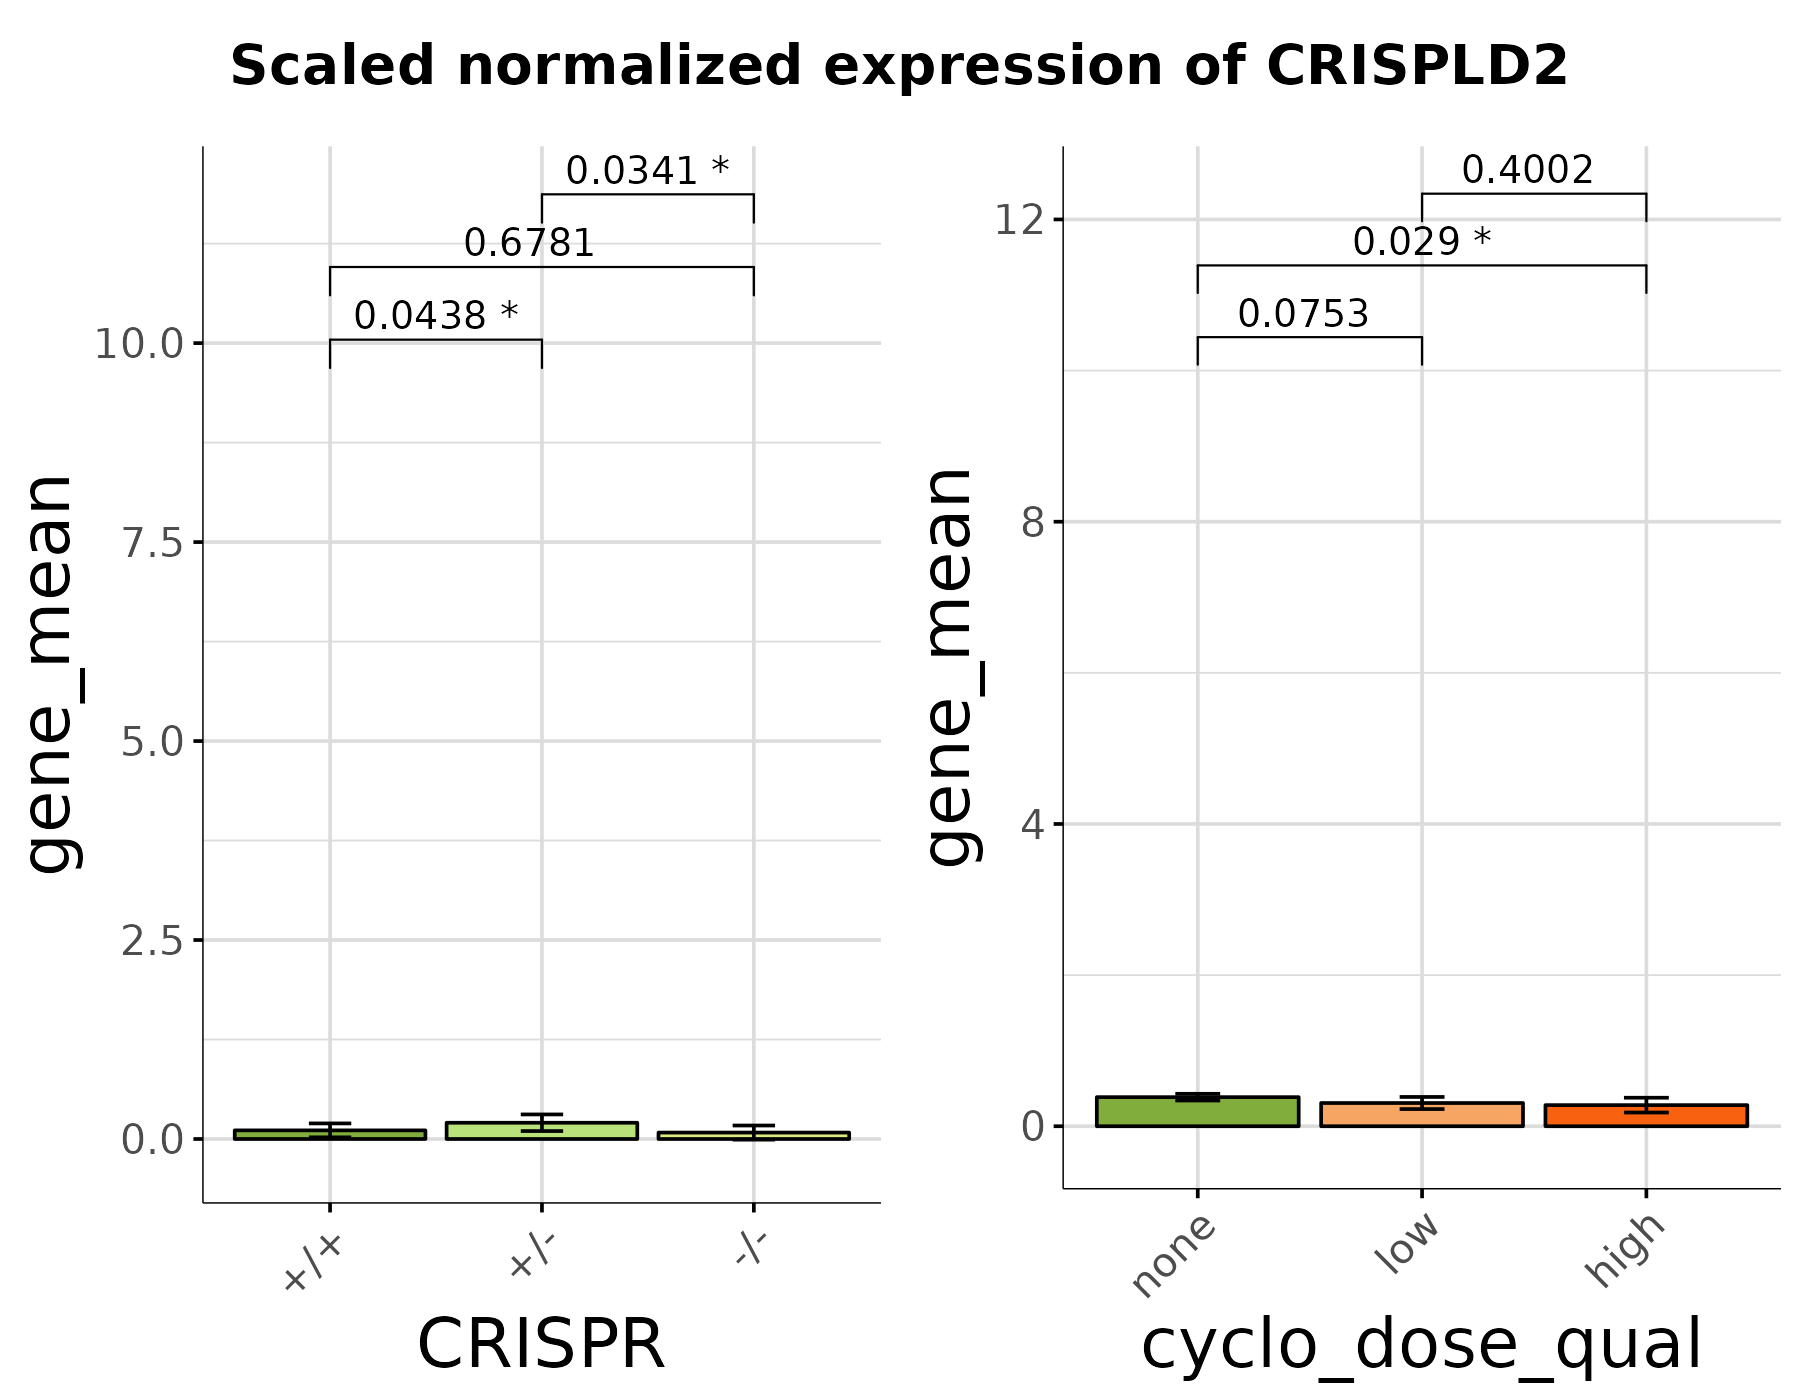 Scaled normalized expression of CRISPLD2
gene_mean
10.0
7.5
5.0
2.5
0.0
0.0341 *
0.6781
0.0438 *
+/+
+/-
-/-
CRISPR
gene_mean
12
8
4
0
0.4002
0.029 *
0.0753
none
low
high
cyclo_dose_qual